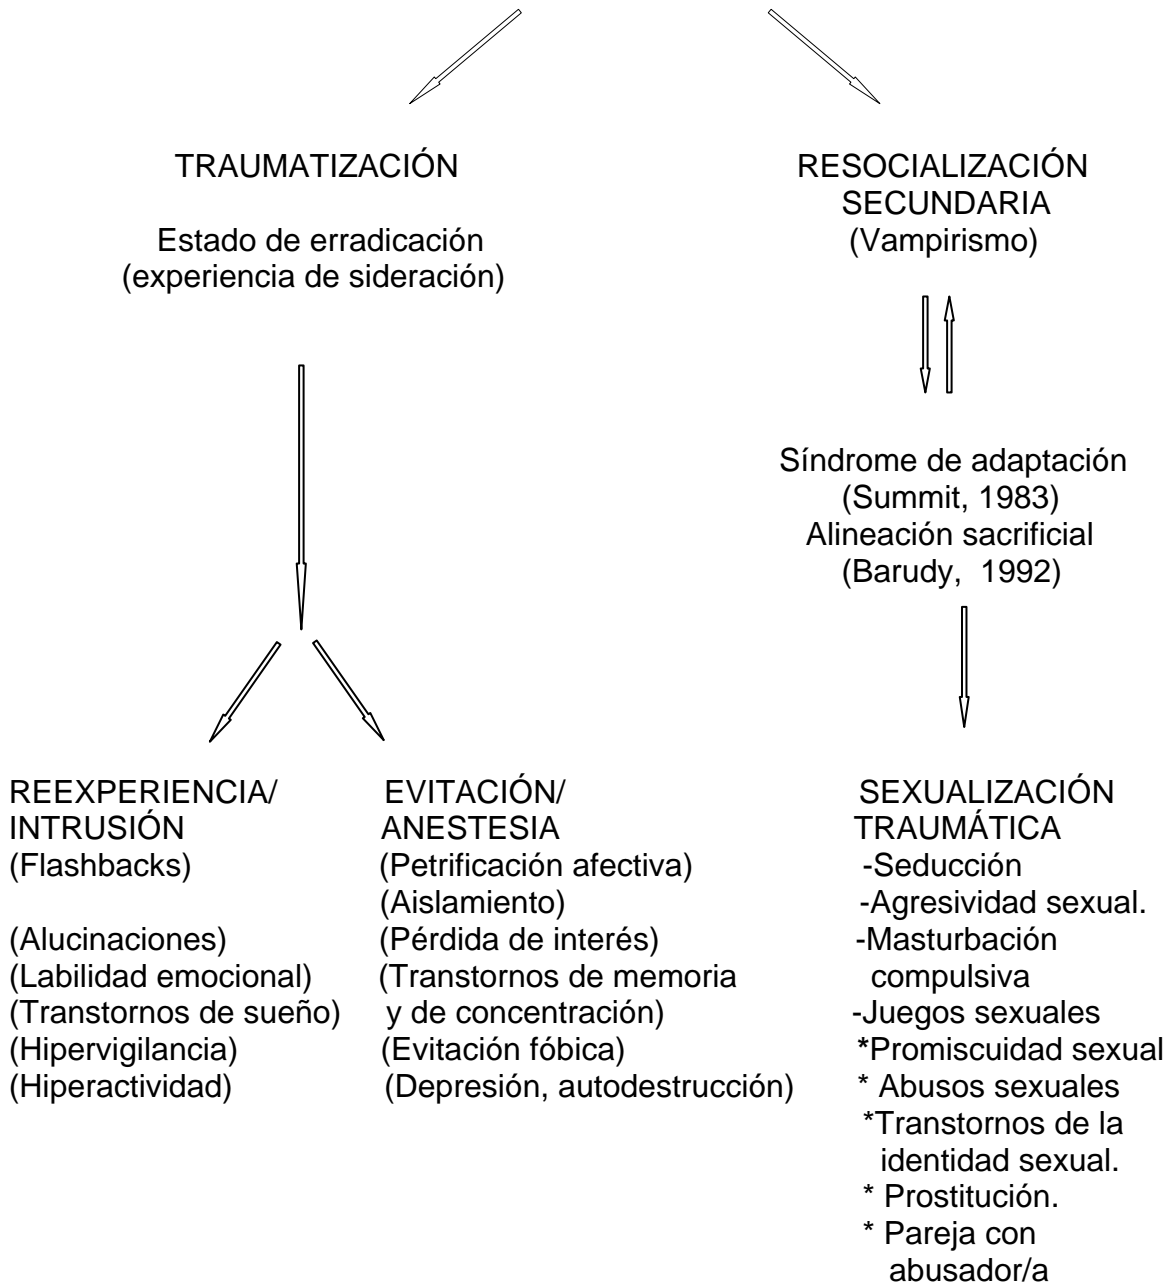 TRAUMATIZACIÓN
Estado de erradicación
(experiencia de sideración)
RESOCIALIZACIÓN
SECUNDARIA
(Vampirismo)
Síndrome de adaptación
(Summit, 1983)
Alineación sacrificial
(Barudy, 1992)
REEXPERIENCIA/
INTRUSIÓN
(Flashbacks)
(Alucinaciones)
(Labilidad emocional)
(Transtornos de sueño)
(Hipervigilancia)
(Hiperactividad)
EVITACIÓN/
ANESTESIA
(Petrificación afectiva)
(Aislamiento)
(Pérdida de interés)
(Transtornos de memoria
y de concentración)
(Evitación fóbica)
(Depresión, autodestrucción)
SEXUALIZACIÓN
TRAUMÁTICA
-Seducción
-Agresividad sexual.
-Masturbación
compulsiva
-Juegos sexuales
*Promiscuidad sexual
* Abusos sexuales
*Transtornos de la
identidad sexual.
* Prostitución.
* Pareja con
abusador/a